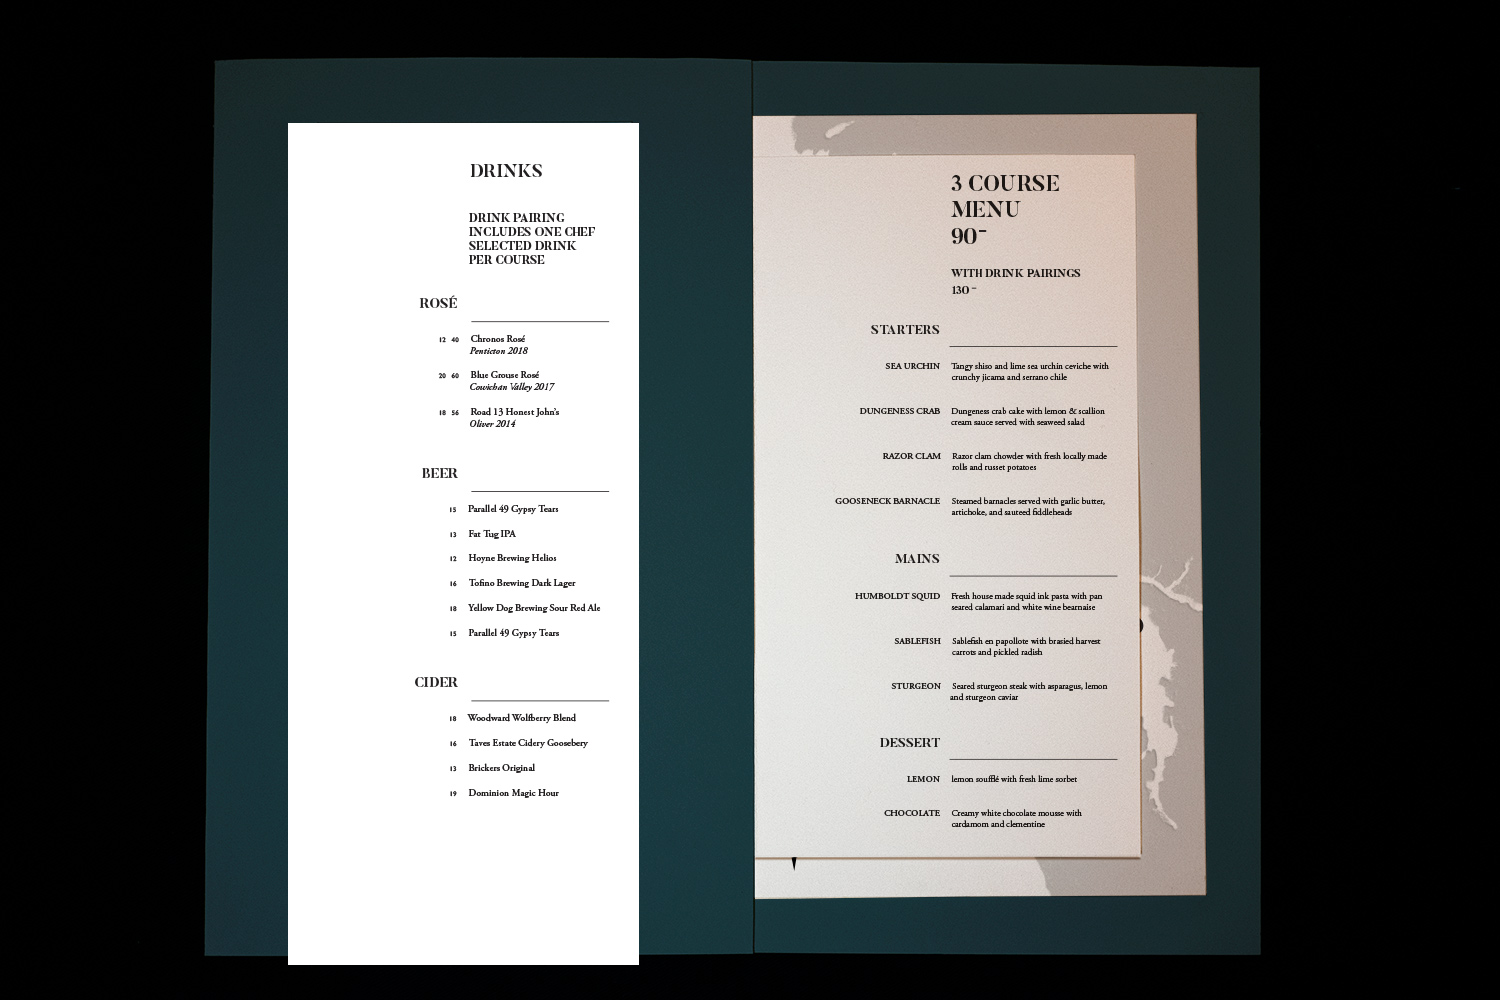 DRINKS
DRINK PAIRING
INCLUDES ONE CHEF
SELECTED DRINK
PER COURSE
ROSÉ
12 40 Chronos Rosé
Penticton 2018
20 60 Blue Grouse Rosé
Cowichan Valley 2017
18 56 Road 13 Honest John's
Oliver 2014
BEER
15 Parallel 49 Gypsy Tears
13 Fat Tug IPA
12 Hoyne Brewing Helios
16 Tofino Brewing Dark Lager
18 Yellow Dog Brewing Sour Red Ale
15 Parallel 49 Gypsy Tears
CIDER
18 Woodward Wolfberry Blend
16 Taves Estate Cidery Goosebery
13 Brickers Original
19 Dominion Magic Hour
3 COURSE
MENU
90-
WITH DRINK PAIRINGS
130-
STARTERS
SEA URCHIN Tangy shiso and lime sea urchin ceviche with
crunchy jicama and serrano chile
DUNGENESS CRAB Dungeness crab cake with lemon & scallion
cream sauce served with seaweed salad
RAZOR CLAM Razor clam chowder with fresh locally made
rolls and russet potatoes
GOOSENECK BARNACLE Steamed barnacles served with garlic butter,
artichoke, and sauteed fiddleheads
MAINS
HUMBOLDT SQUID Fresh house made squid ink pasta with pan
seared calamari and white wine bearnaise
SABLEFISH Sablefish en papollote with brasied harvest
carrots and pickled radish
STURGEON Seared sturgeon steak with asparagus, lemon
and sturgeon caviar
DESSERT
LEMON lemon soufflé with fresh lime sorbet
CHOCOLATE Creamy white chocolate mousse with
cardamom and clementine